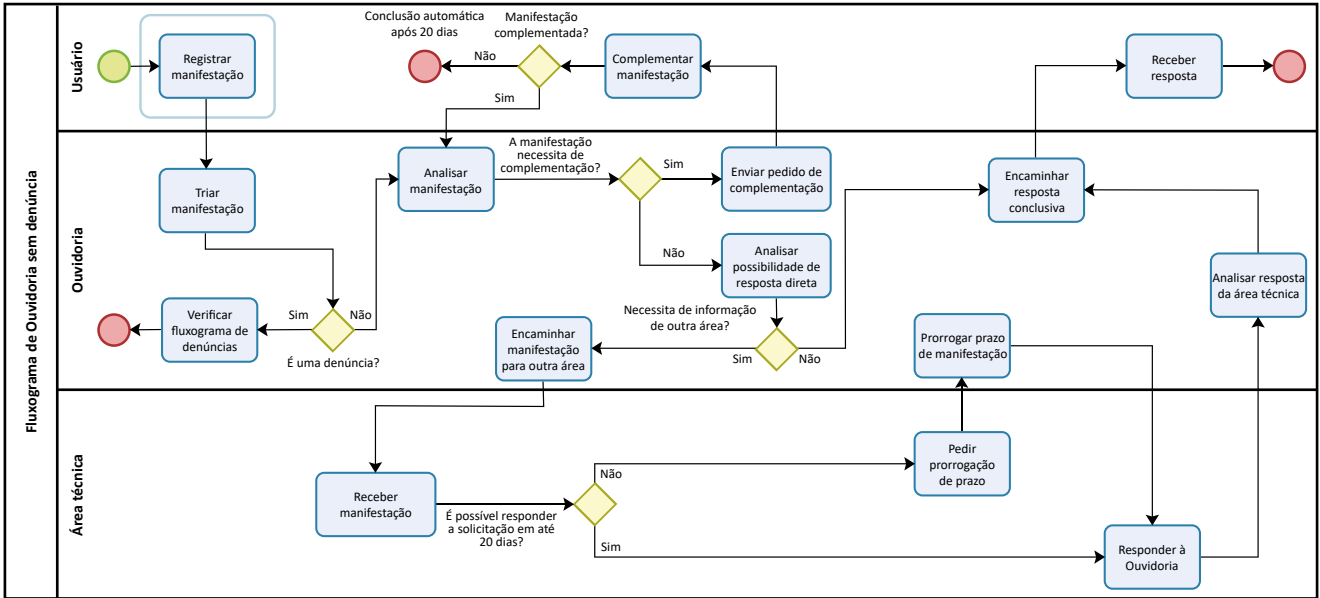 Fluxograma de Ouvidoria sem denúncia
Usuário
Registrar
manifestação
Conclusão automática
após 20 dias
Não
Manifestação
complementada?
Sim
Complementar
manifestação
Receber
resposta
Ouvidoria
Triar
manifestação
Analisar
manifestação
A manifestação
necessita de
complementação?
Sim
Enviar pedido de
complementação
Encaminhar
resposta
conclusiva
Não
Analisar
possibilidade de
resposta direta
Analisar resposta
da área técnica
Verificar
fluxograma de
denúncias
Sim
Não
É uma denúncia?
Encaminhar
manifestação
para outra área
Necessita de informação
de outra área?
Sim
Não
Prorrogar prazo
de manifestação
Área técnica
Receber
manifestação
É possível responder
a solicitação em até
20 dias?
Não
Sim
Pedir
prorrogação
de prazo
Responder à
Ouvidoria